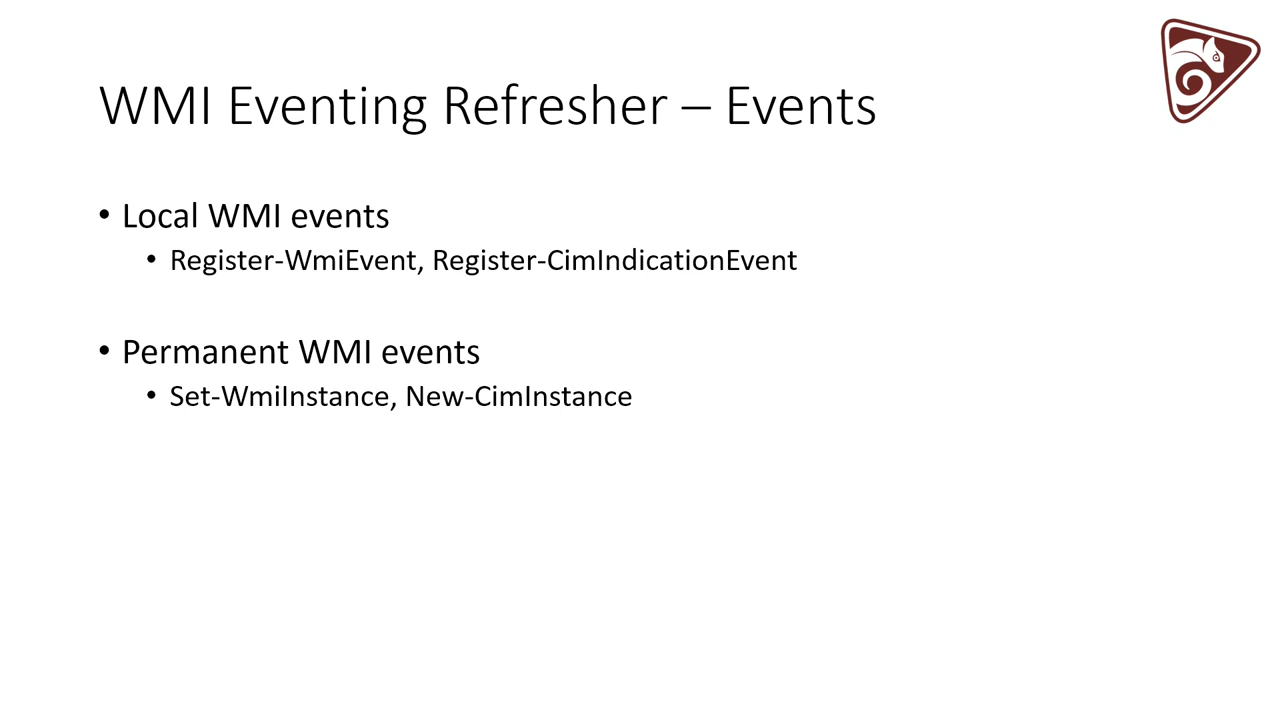 WMI Eventing Refresher – Events
• Local WMI events
• Register-WmiEvent, Register-CimIndicationEvent
• Permanent WMI events
• Set-WmiInstance, New-CimInstance